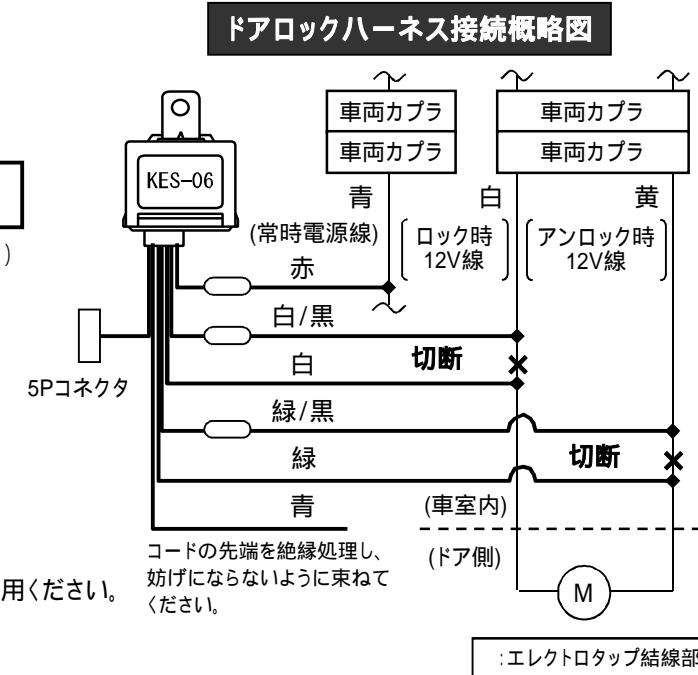 ドアロックハーネス接続概略図
車両カプラ
車両カプラ
車両カプラ
車両カプラ
KES-06
青
白
黄
(常時電源線)
ロック時
12V線
アンロック時
12V線
)
赤
白/黒
白
切断
5Pコネクタ
緑/黒
緑
切断
青
(車室内)
(ドア側)
コードの先端を絶縁処理し、
妨げにならないように束ねて
ください。
用ください。
M
:エレクトロタップ結線部